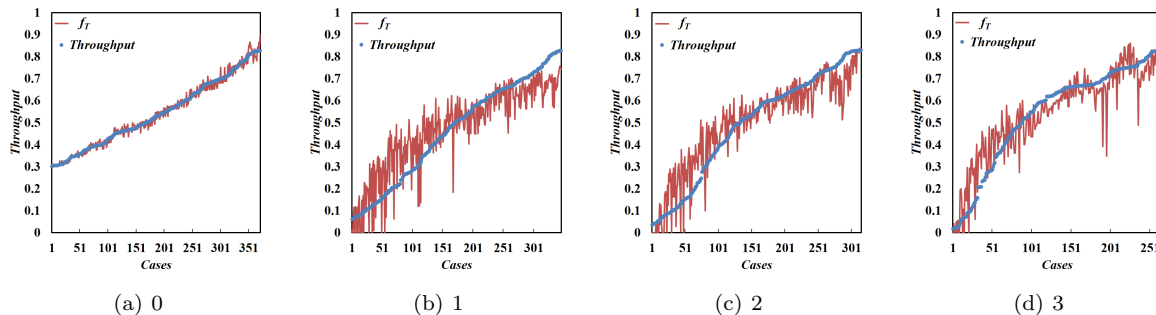 1
0.9
0.8
0.7
0.6
0.5
0.4
0.3
0.2
0.1
0
Throughput
f_T
Throughput
1 51 101 151 201 251 301 351
Cases
(a) 0
1
0.9
0.8
0.7
0.6
0.5
0.4
0.3
0.2
0.1
0
Throughput
f_T
Throughput
1 51 101 151 201 251 301
Cases
(b) 1
1
0.9
0.8
0.7
0.6
0.5
0.4
0.3
0.2
0.1
0
Throughput
f_T
Throughput
1 51 101 151 201 251 301
Cases
(c) 2
1
0.9
0.8
0.7
0.6
0.5
0.4
0.3
0.2
0.1
0
Throughput
f_T
Throughput
1 51 101 151 201 251
Cases
(d) 3